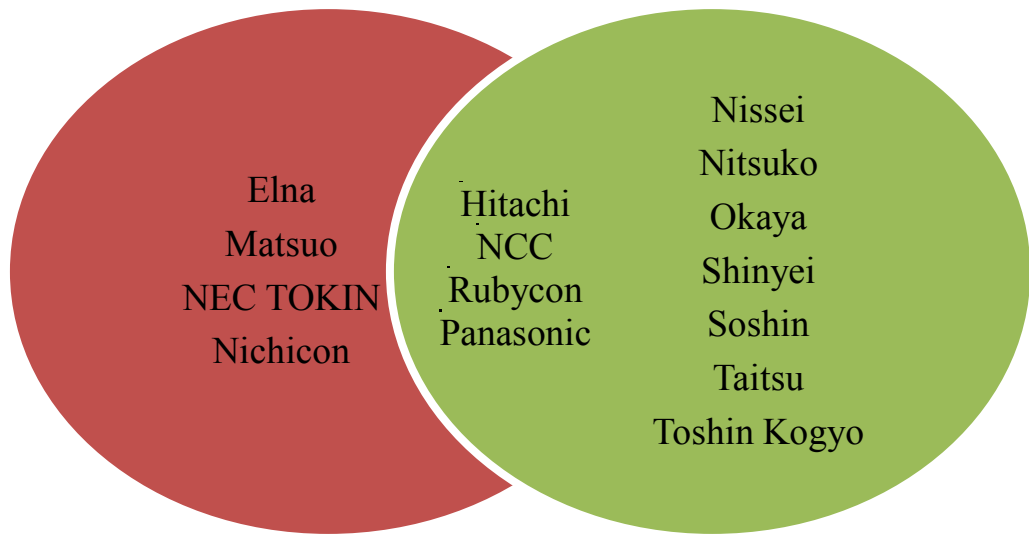 Elna
Matsuo
NEC TOKIN
Nichicon
Hitachi
NCC
Rubycon
Panasonic
Nissei
Nitsuko
Okaya
Shinyei
Soshin
Taitsu
Toshin Kogyo